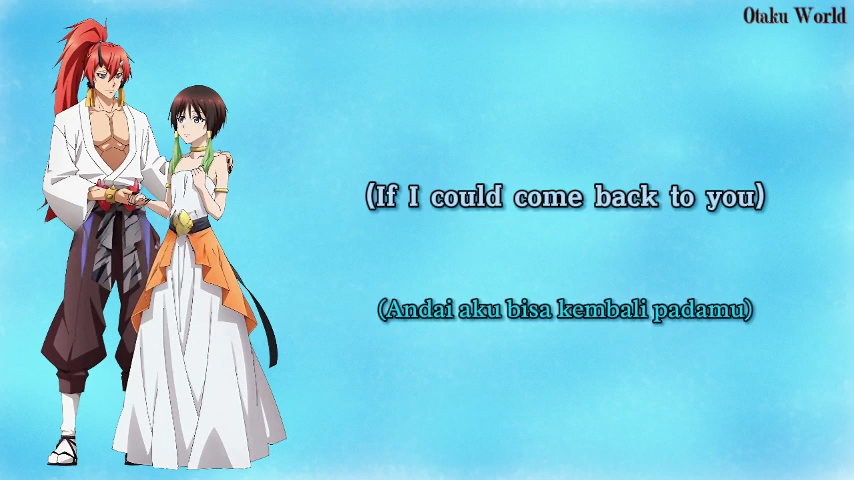 Otaku World
(If I could come back to you)
(Andai aku bisa kembali padamu)